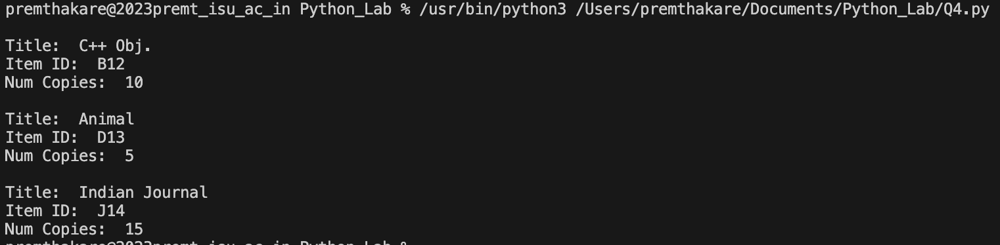 premthakare@2023premt_isu_ac_in Python_Lab % /usr/bin/python3 /Users/premthakare/Documents/Python_Lab/Q4.py
Title:  C++ Obj.
Item ID:  B12
Num Copies:  10
Title:  Animal
Item ID:  D13
Num Copies:  5
Title:  Indian Journal
Item ID:  J14
Num Copies:  15
premthakare@2023premt_isu_ac_in Python_Lab %